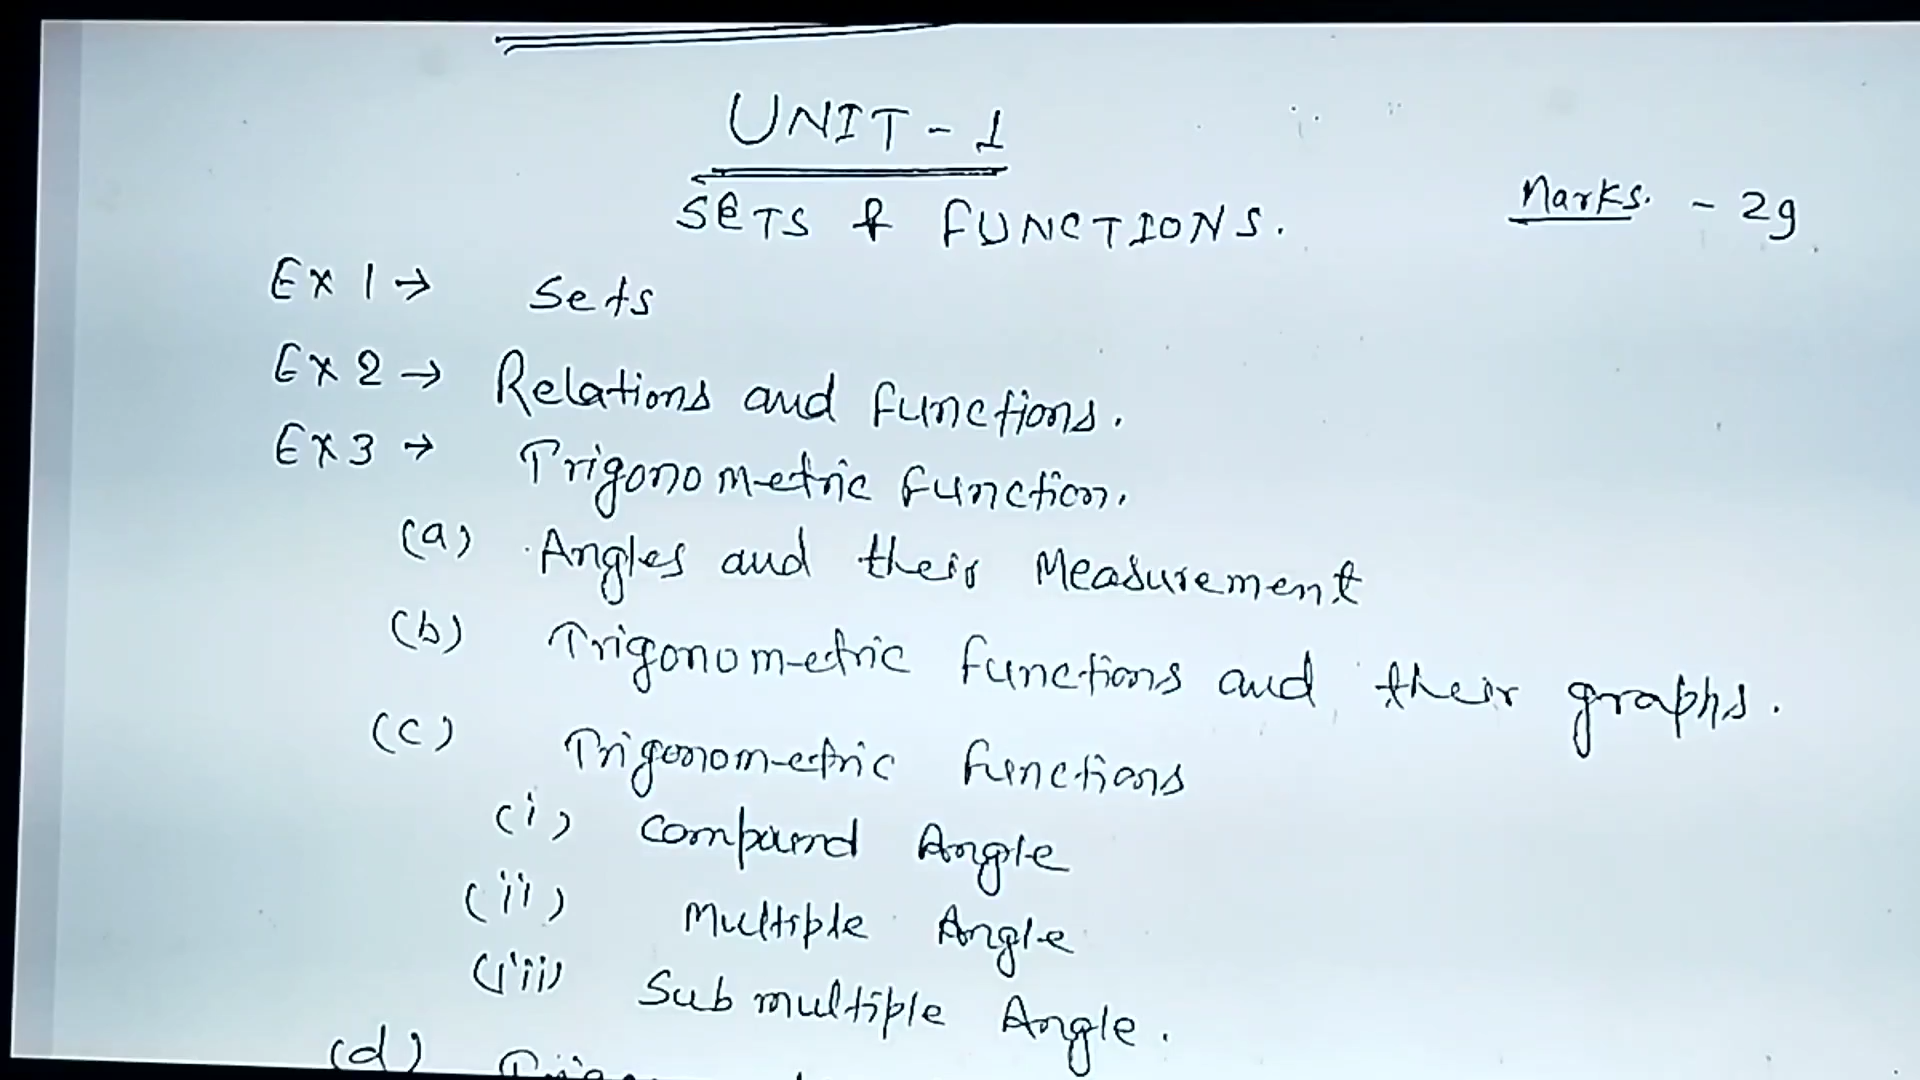 UNIT - 1
SETS & FUNCTIONS.
Marks. - 29
Ex 1 → Sets
Ex 2 → Relations and functions.
Ex 3 → Trigonometric function.
(a) Angles and their Measurement
(b) Trigonometric functions and their graphs.
(c) Trigonometric functions
(i) Compound Angle
(ii) Multiple Angle
(iii) Sub multiple Angle.
(d)